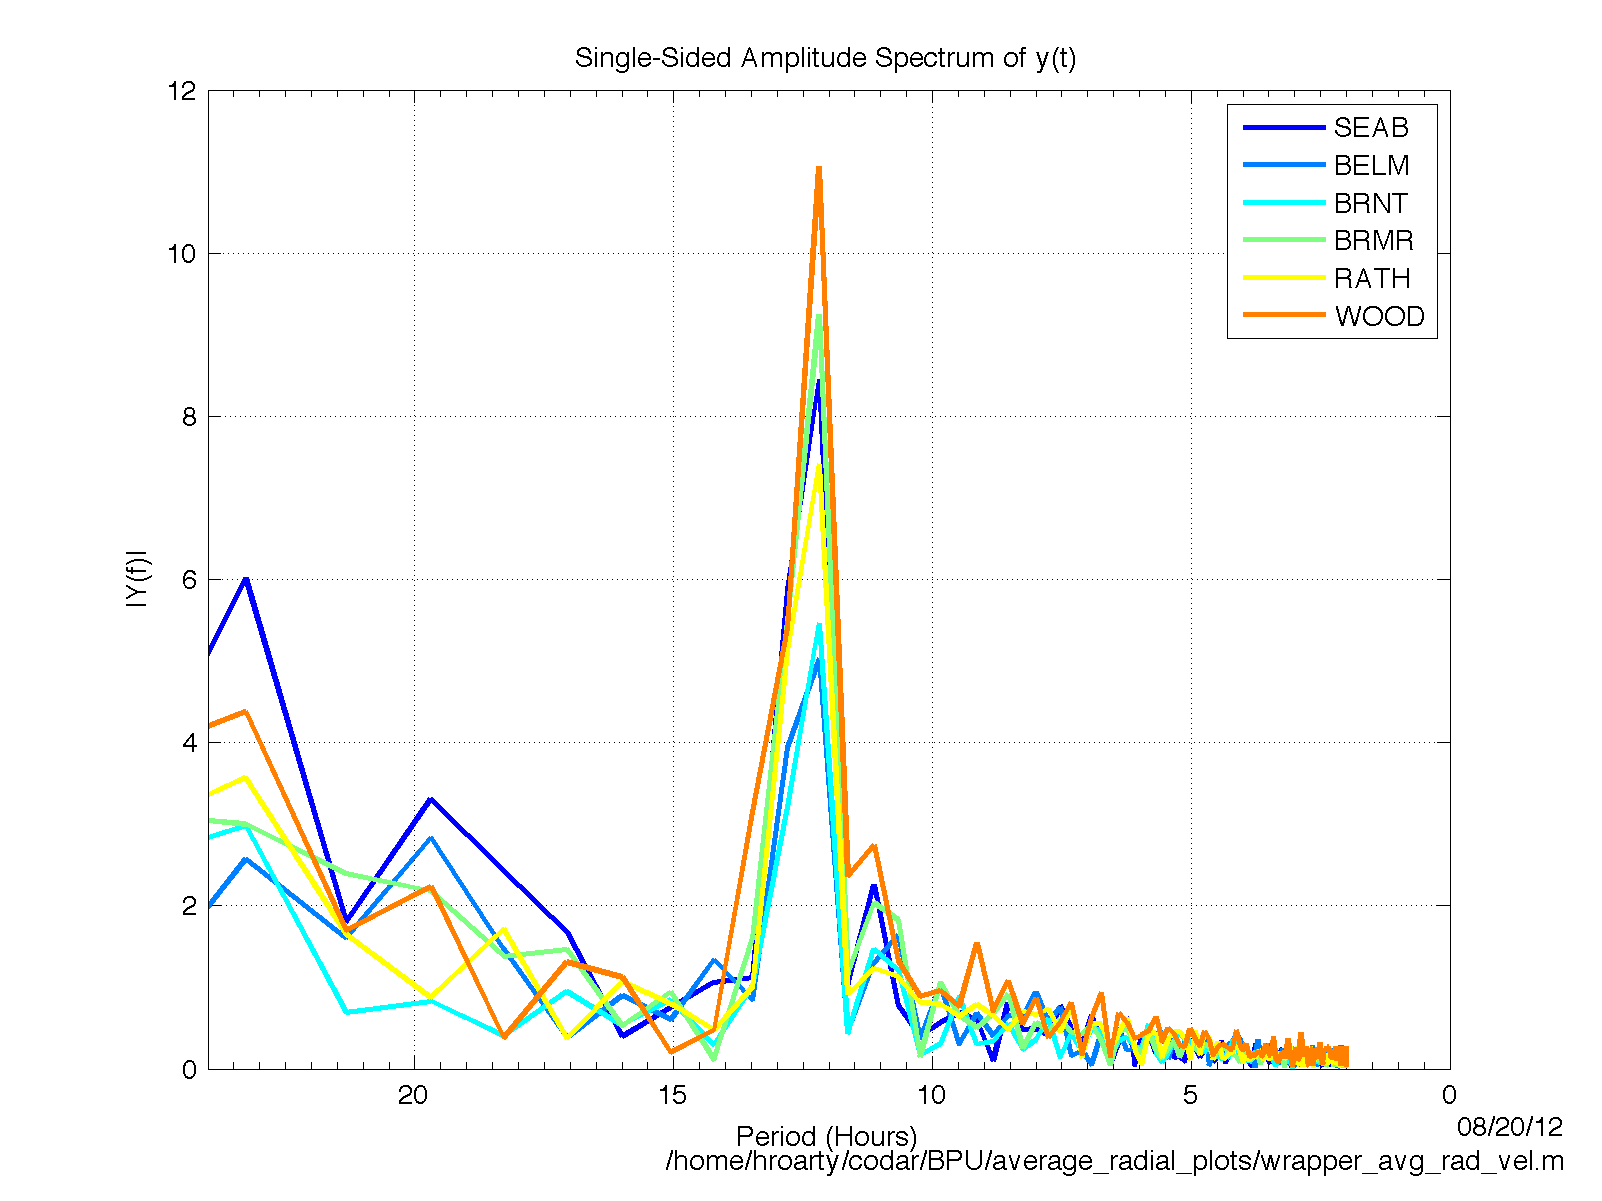 Single-Sided Amplitude Spectrum of y(t)
12
10
8
6
4
2
0
|Y(f)|
SEAB
BELM
BRNT
BRMR
RATH
WOOD
20
15
10
5
0
Period (Hours)
08/20/12
/home/hroarty/codar/BPU/average_radial_plots/wrapper_avg_rad_vel.m